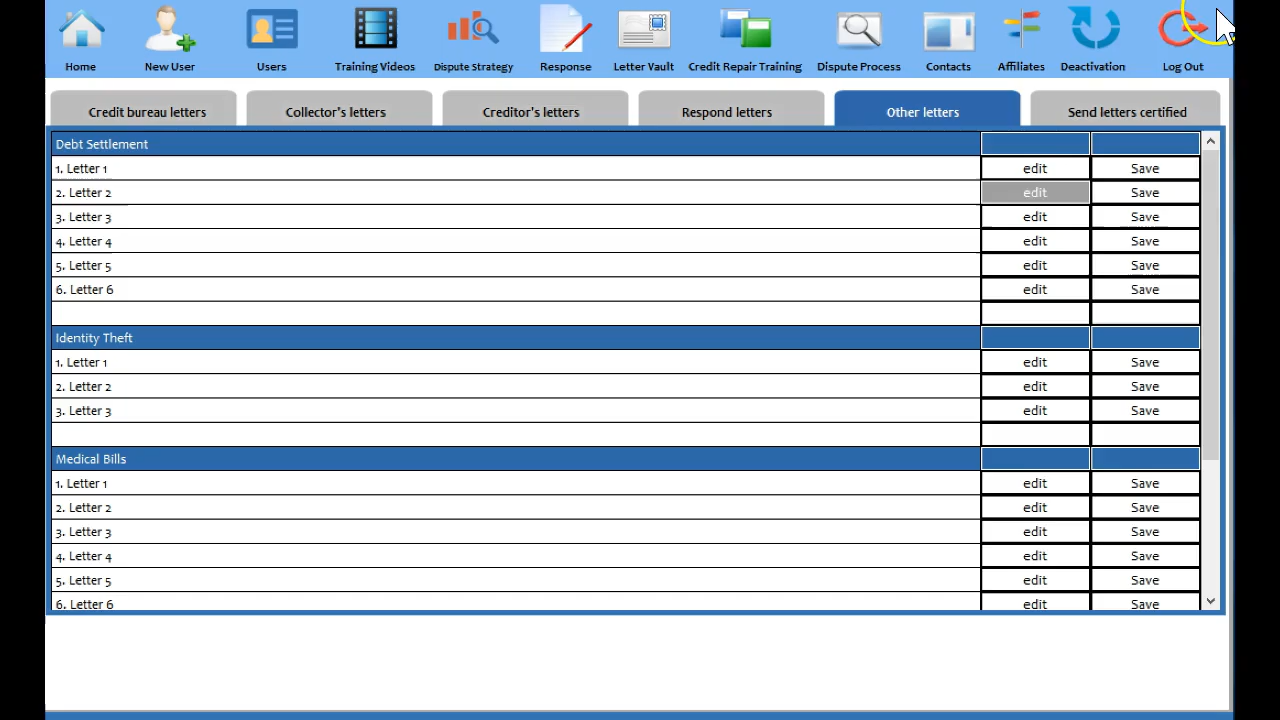 Home New User Users Training Videos Dispute Strategy Response Letter Vault Credit Repair Training Dispute Process Contacts Affiliates Deactivation Log Out
Credit bureau letters Collector's letters Creditor's letters Respond letters Other letters Send letters certified
Debt Settlement
1. Letter 1 edit Save
2. Letter 2 edit Save
3. Letter 3 edit Save
4. Letter 4 edit Save
5. Letter 5 edit Save
6. Letter 6 edit Save
Identity Theft
1. Letter 1 edit Save
2. Letter 2 edit Save
3. Letter 3 edit Save
Medical Bills
1. Letter 1 edit Save
2. Letter 2 edit Save
3. Letter 3 edit Save
4. Letter 4 edit Save
5. Letter 5 edit Save
6. Letter 6 edit Save